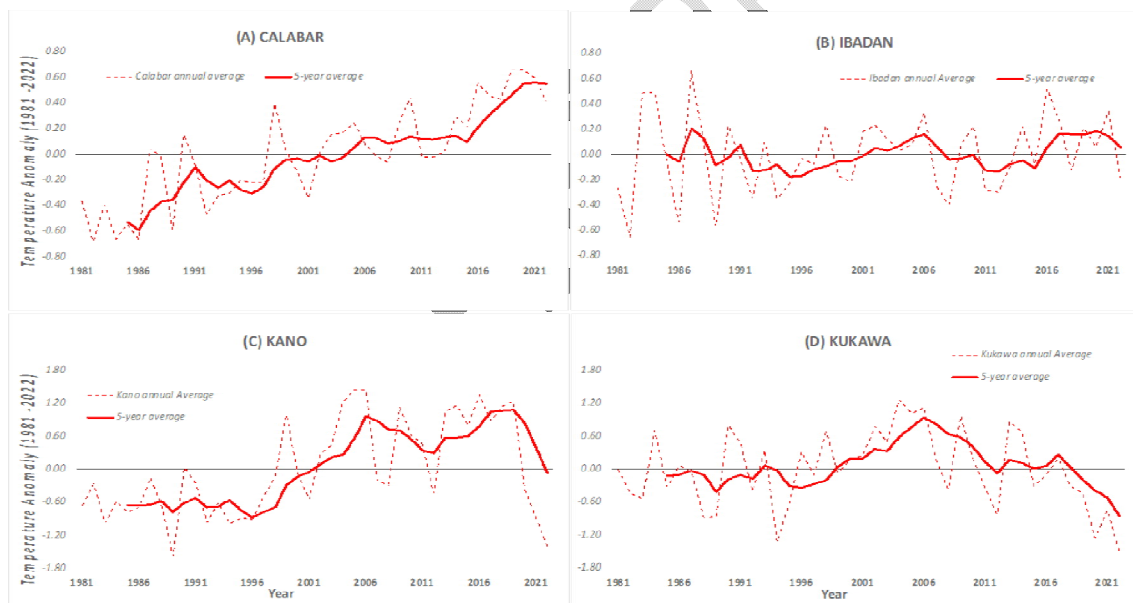 (A) CALABAR
Temperature Anomaly (1981 -2022)
0.80
0.60
0.40
0.20
0.00
-0.20
-0.40
-0.60
-0.80
Calabar annual average
5-year average
1981 1986 1991 1996 2001 2006 2011 2016 2021
(B) IBADAN
0.80
0.60
0.40
0.20
0.00
-0.20
-0.40
-0.60
-0.80
Ibadan annual Average
5-year average
1981 1986 1991 1996 2001 2006 2011 2016 2021
(C) KANO
Temperature Anomaly (1981 -2022)
1.80
1.20
0.60
0.00
-0.60
-1.20
-1.80
Kano annual Average
5-year average
1981 1986 1991 1996 2001 2006 2011 2016 2021
Year
(D) KUKAWA
1.80
1.20
0.60
0.00
-0.60
-1.20
-1.80
Kukawa annual Average
5-year average
1981 1986 1991 1996 2001 2006 2011 2016 2021
Year